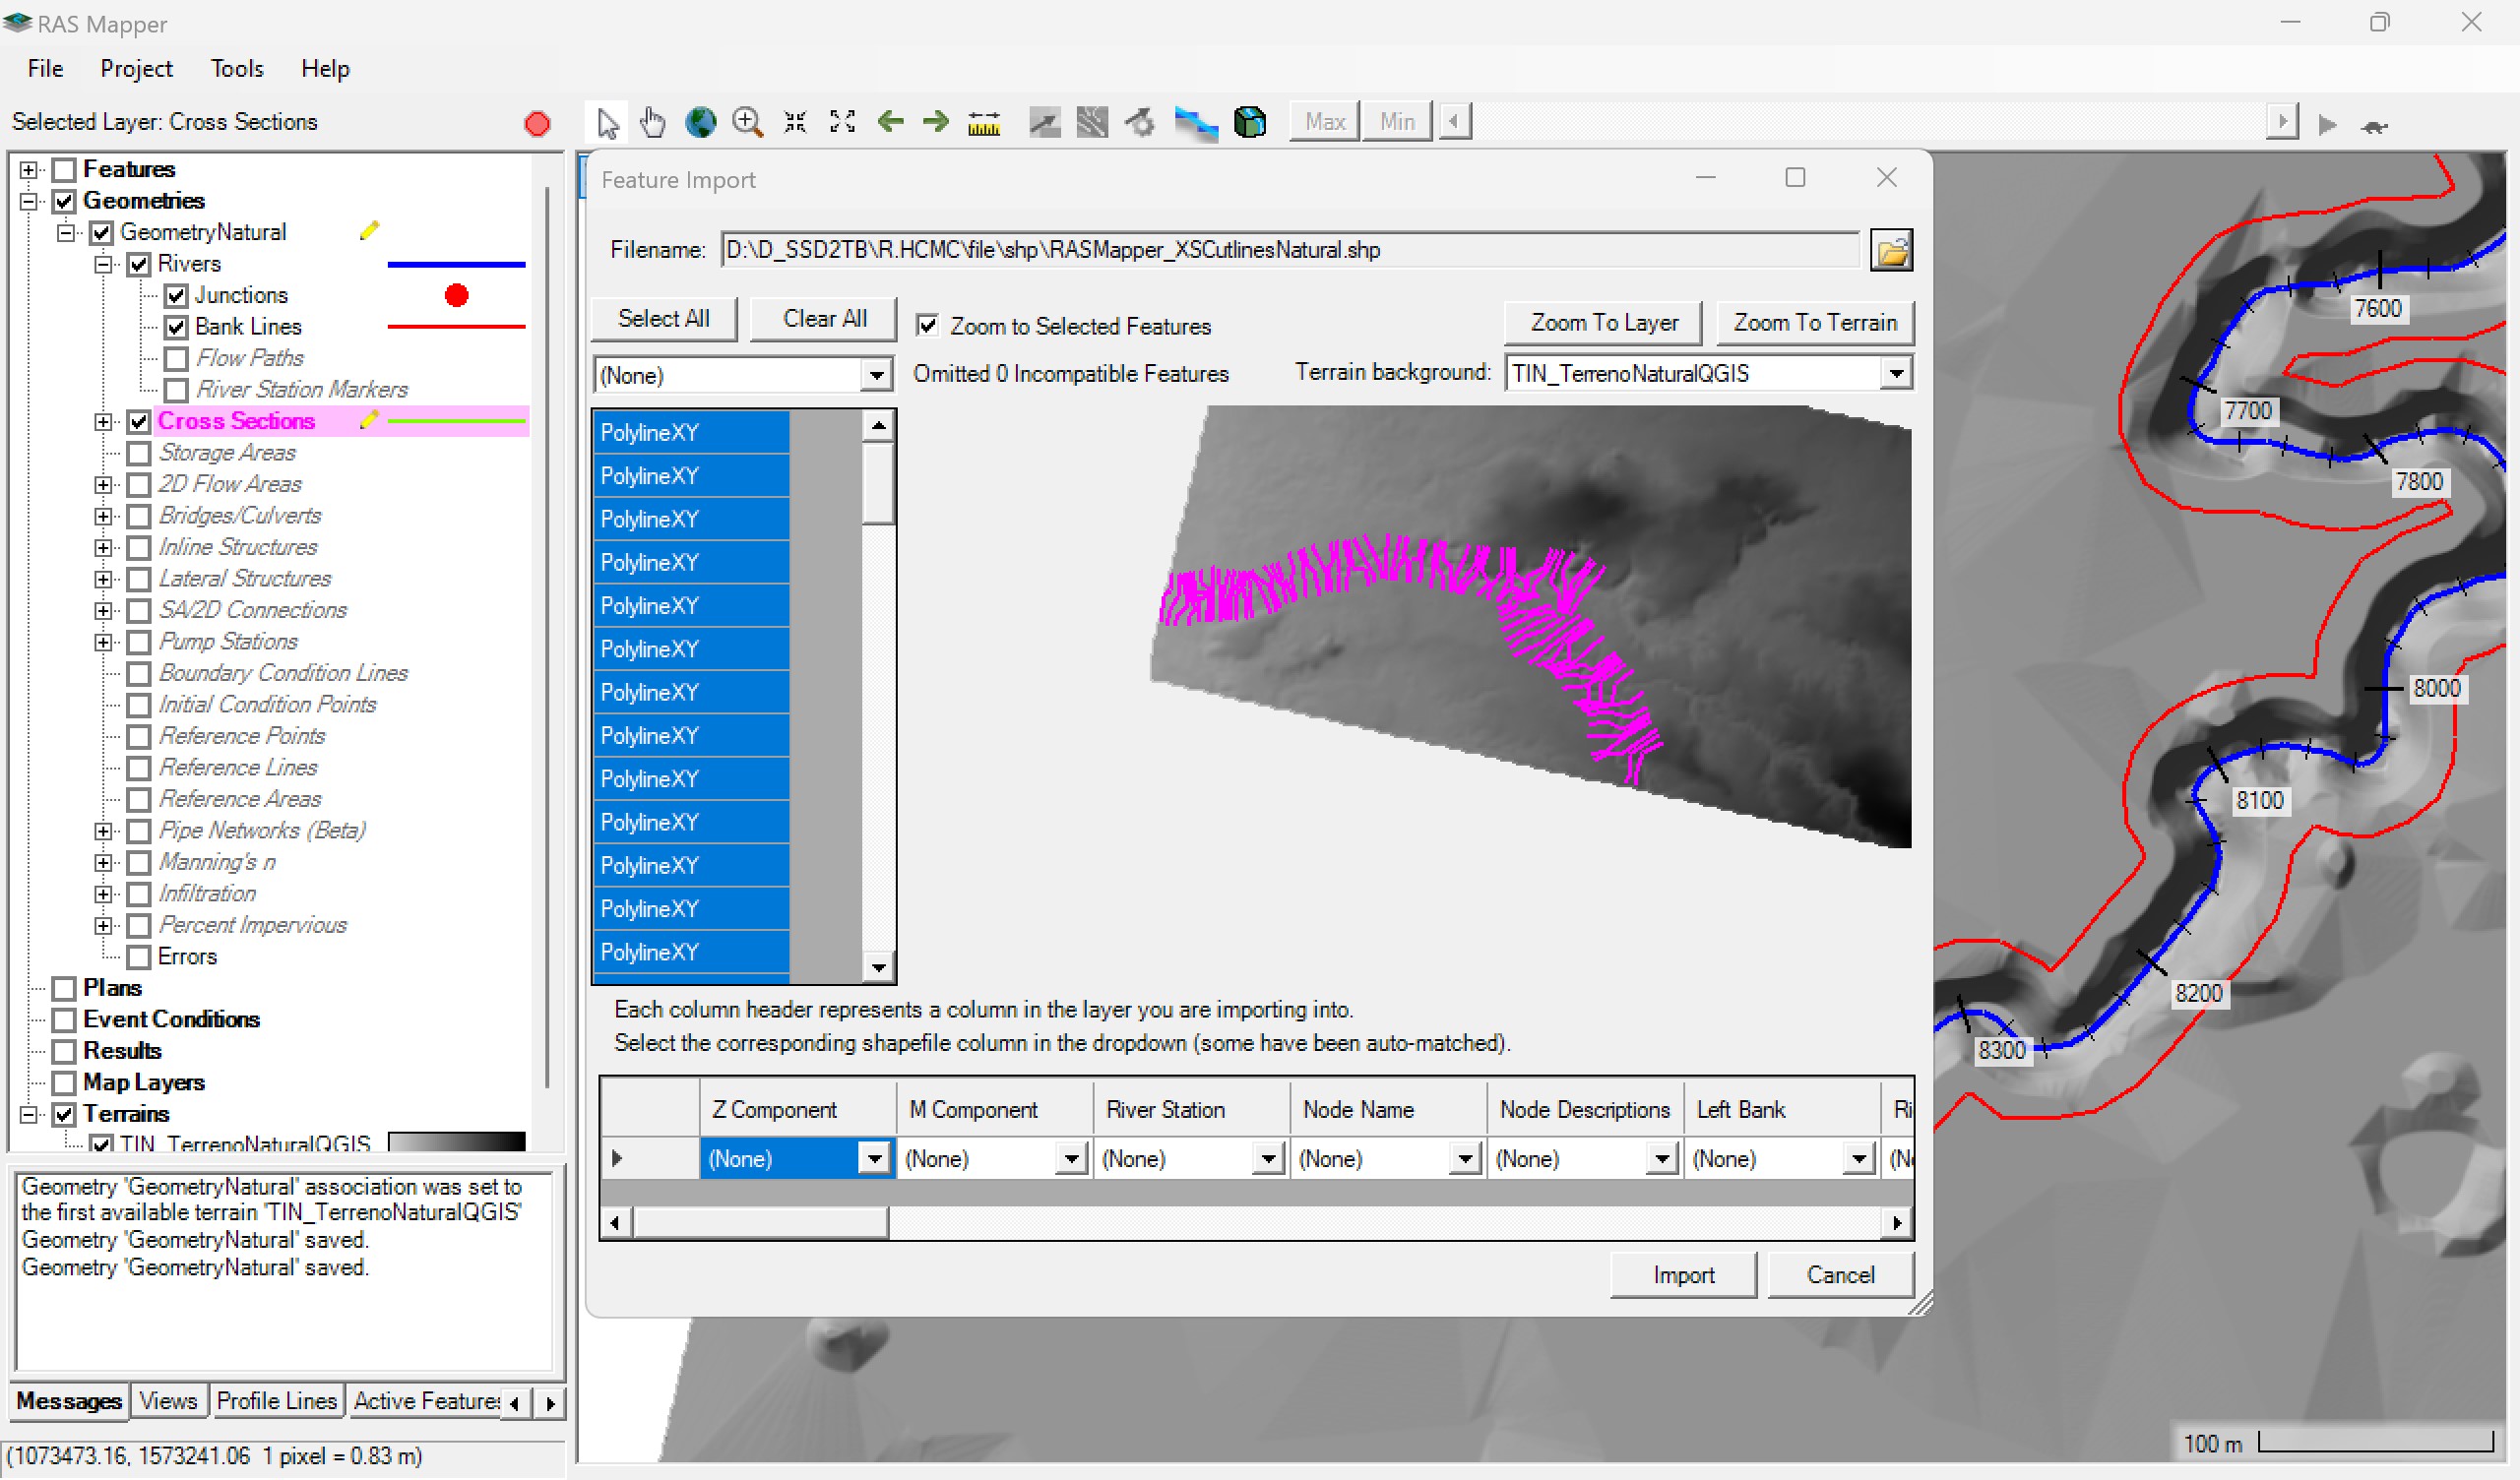 RAS Mapper
File Project Tools Help
Selected Layer: Cross Sections
Max Min
Features
Geometries
GeometryNatural
Rivers
Junctions
Bank Lines
Flow Paths
River Station Markers
Cross Sections
Storage Areas
2D Flow Areas
Bridges/Culverts
Inline Structures
Lateral Structures
SA/2D Connections
Pump Stations
Boundary Condition Lines
Initial Condition Points
Reference Points
Reference Lines
Reference Areas
Pipe Networks (Beta)
Manning's n
Infiltration
Percent Impervious
Errors
Plans
Event Conditions
Results
Map Layers
Terrains
TIN_TerrenoNaturalQGIS
Geometry 'GeometryNatural' association was set to
the first available terrain 'TIN_TerrenoNaturalQGIS'
Geometry 'GeometryNatural' saved.
Geometry 'GeometryNatural' saved.
Messages Views Profile Lines Active Features
(1073473.16, 1573241.06 1 pixel = 0.83 m)
Feature Import
Filename: D:\D_SSD2TB\R.HCMC\file\shp\RASMapper_XSCutlinesNatural.shp
Select All Clear All Zoom to Selected Features Zoom To Layer Zoom To Terrain
(None) Omitted 0 Incompatible Features Terrain background: TIN_TerrenoNaturalQGIS
PolylineXY
PolylineXY
PolylineXY
PolylineXY
PolylineXY
PolylineXY
PolylineXY
PolylineXY
PolylineXY
PolylineXY
PolylineXY
PolylineXY
PolylineXY
Each column header represents a column in the layer you are importing into.
Select the corresponding shapefile column in the dropdown (some have been auto-matched).
Z Component M Component River Station Node Name Node Descriptions Left Bank Ri
(None) (None) (None) (None) (None) (None) (N
Import Cancel
7600
7700
7800
8000
8100
8200
8300
100 m